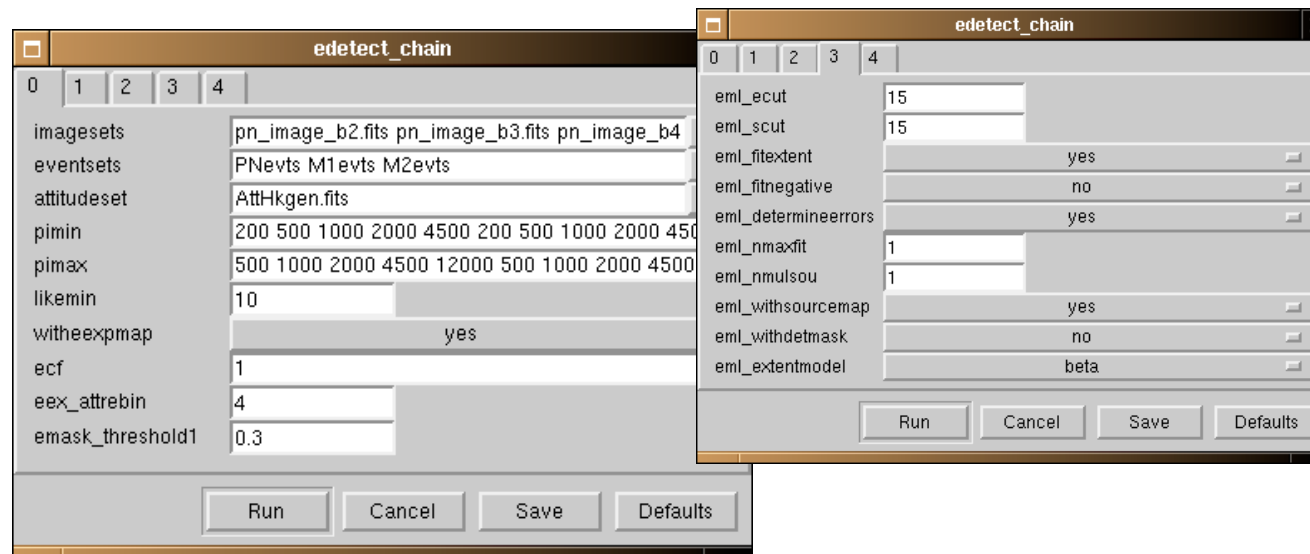 edetect_chain
0 1 2 3 4
imagesets pn_image_b2.fits pn_image_b3.fits pn_image_b4
eventsets PNevts M1evts M2evts
attitudeset AttHkgen.fits
pimin 200 500 1000 2000 4500 200 500 1000 2000 450
pimax 500 1000 2000 4500 12000 500 1000 2000 4500
likemin 10
witheexpmap yes
ecf 1
eex_attrebin 4
emask_threshold1 0.3
Run Cancel Save Defaults
edetect_chain
0 1 2 3 4
eml_ecut 15
eml_scut 15
eml_fitextent yes
eml_fitnegative no
eml_determineerrors yes
eml_nmaxfit 1
eml_nmulsou 1
eml_withsourcemap yes
eml_withdetmask no
eml_extentmodel beta
Run Cancel Save Defaults